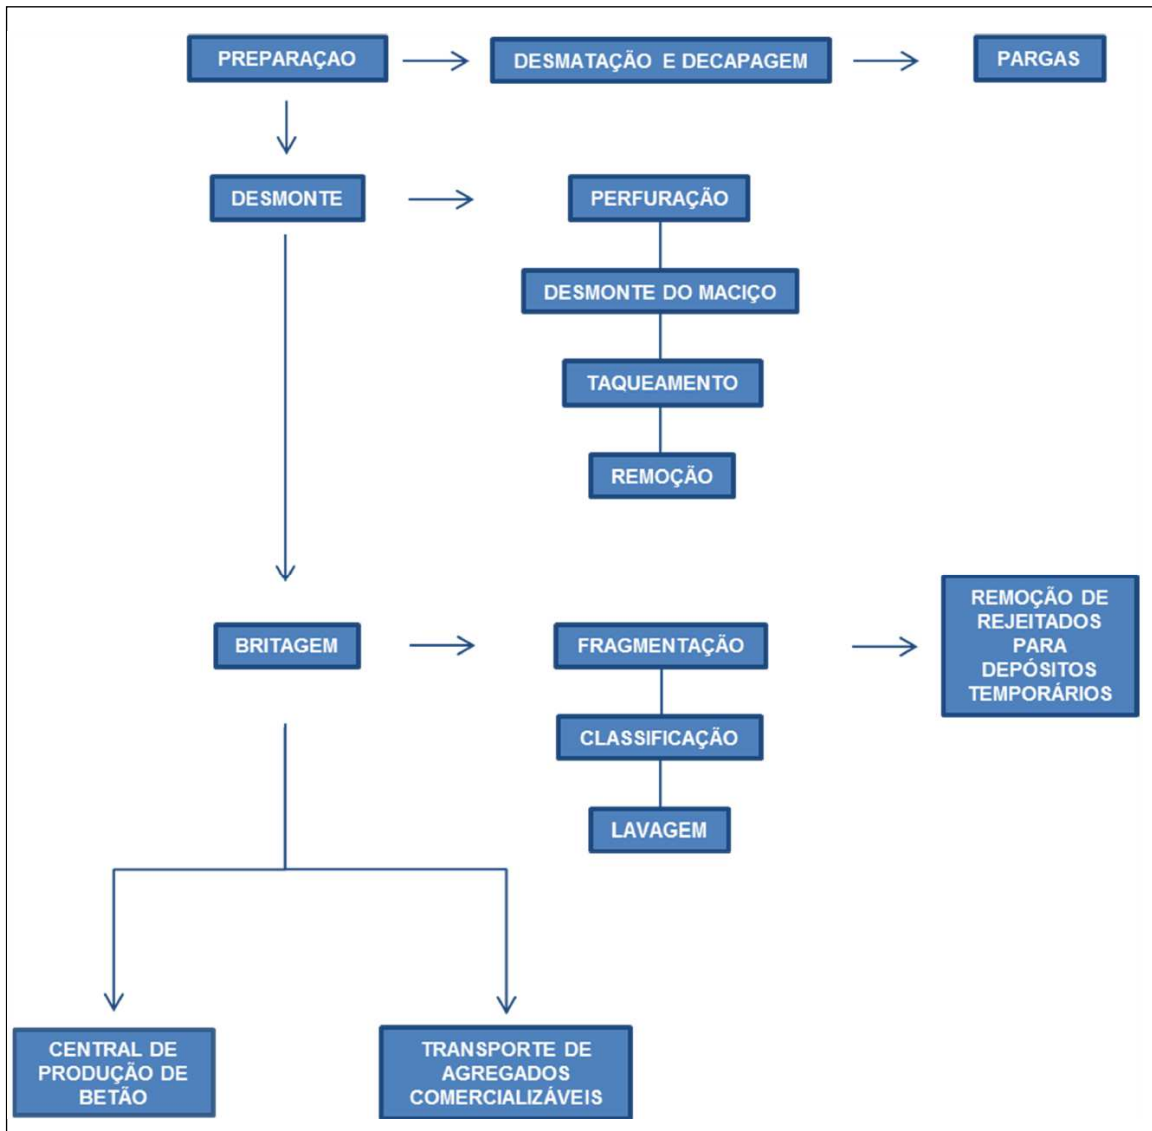 PREPARAÇAO
DESMATAÇÃO E DECAPAGEM
PARGAS
DESMONTE
PERFURAÇÃO
DESMONTE DO MACIÇO
TAQUEAMENTO
REMOÇÃO
BRITAGEM
FRAGMENTAÇÃO
REMOÇÃO DE
REJEITADOS
PARA
DEPÓSITOS
TEMPORÁRIOS
CLASSIFICAÇÃO
LAVAGEM
CENTRAL DE
PRODUÇÃO DE
BETÃO
TRANSPORTE DE
AGREGADOS
COMERCIALIZÁVEIS